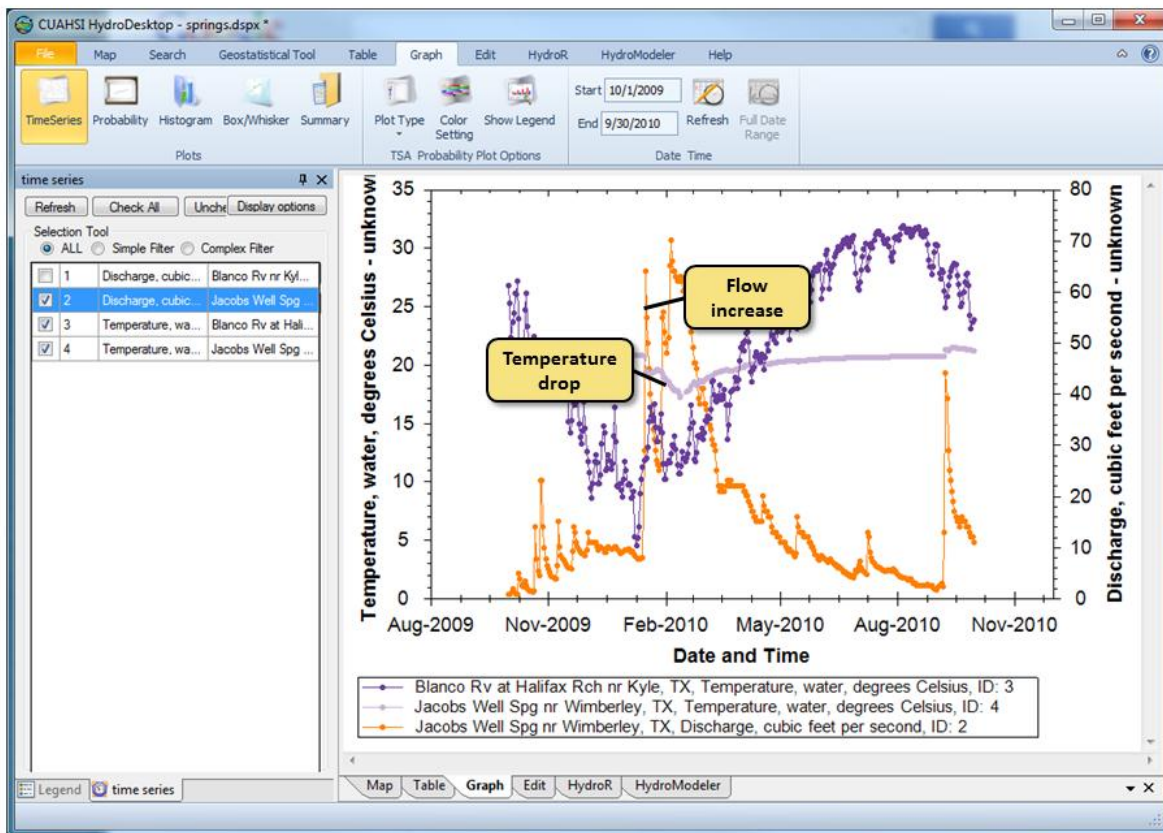 CUAHSI HydroDesktop - springs.dspx *
File Map Search Geostatistical Tool Table Graph Edit HydroR HydroModeler Help
TimeSeries Probability Histogram Box/Whisker Summary
Plots
Plot Type Color Setting Show Legend
TSA Probability Plot Options
Start 10/1/2009
End 9/30/2010
Refresh Full Date Range
Date Time
time series
Refresh Check All Unche Display options
Selection Tool
ALL Simple Filter Complex Filter
1 Discharge, cubic... Blanco Rv nr Kyl...
2 Discharge, cubic... Jacobs Well Spg ...
3 Temperature, wa... Blanco Rv at Hali...
4 Temperature, wa... Jacobs Well Spg ...
Legend time series
Temperature, water, degrees Celsius - unknown
35
30
25
20
15
10
5
0
Flow
increase
Temperature
drop
80
70
60
50
40
30
20
10
0
Discharge, cubic feet per second - unknown
Aug-2009 Nov-2009 Feb-2010 May-2010 Aug-2010 Nov-2010
Date and Time
Blanco Rv at Halifax Rch nr Kyle, TX, Temperature, water, degrees Celsius, ID: 3
Jacobs Well Spg nr Wimberley, TX, Temperature, water, degrees Celsius, ID: 4
Jacobs Well Spg nr Wimberley, TX, Discharge, cubic feet per second, ID: 2
Map Table Graph Edit HydroR HydroModeler